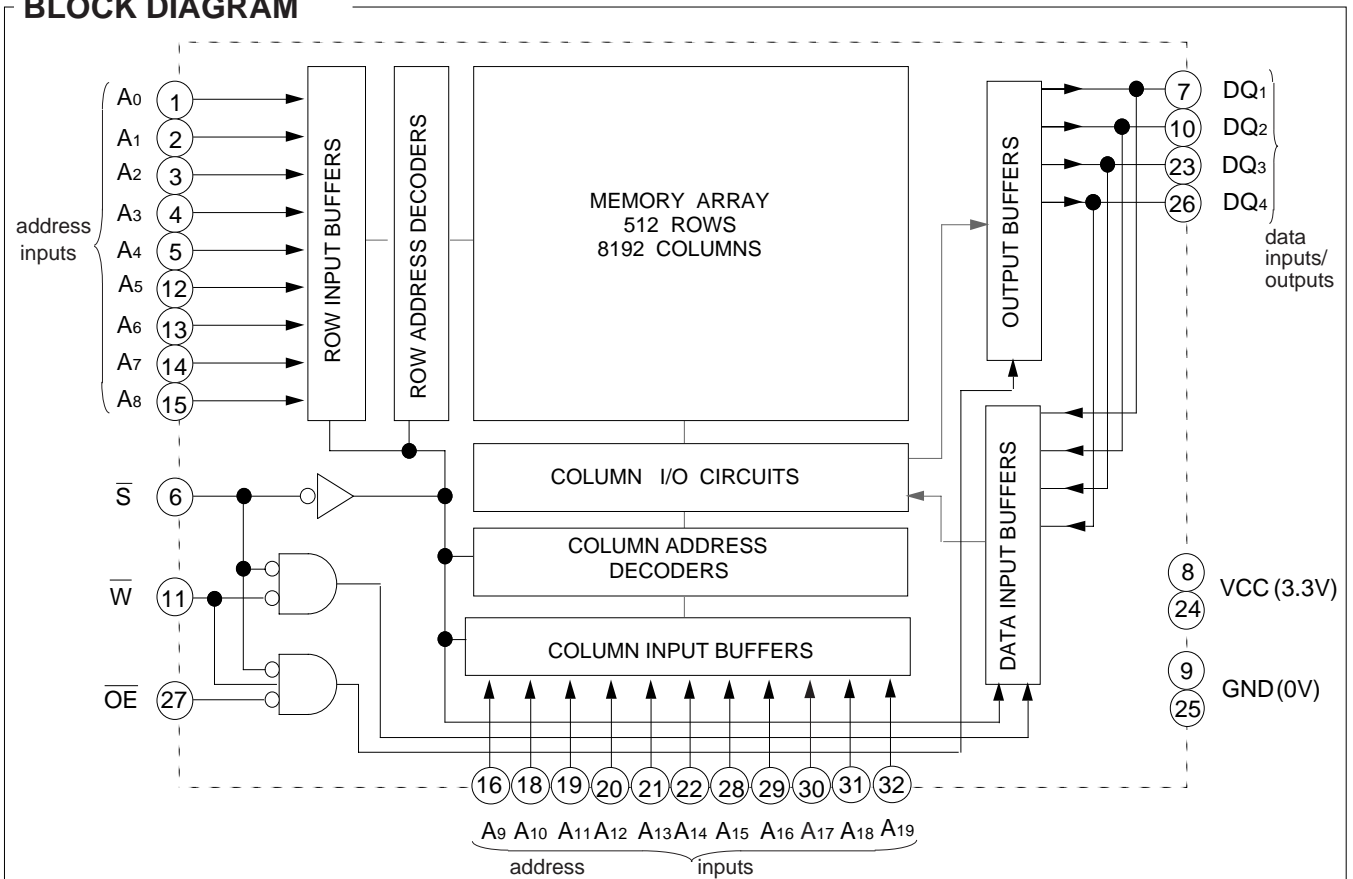 BLOCK DIAGRAM
address
inputs
A0 1
A1 2
A2 3
A3 4
A4 5
A5 12
A6 13
A7 14
A8 15
ROW INPUT BUFFERS
ROW ADDRESS DECODERS
MEMORY ARRAY
512 ROWS
8192 COLUMNS
OUTPUT BUFFERS
7 DQ1
10 DQ2
23 DQ3
26 DQ4
data
inputs/
outputs
S̅ 6
W̅ 11
O̅E̅ 27
COLUMN I/O CIRCUITS
COLUMN ADDRESS
DECODERS
COLUMN INPUT BUFFERS
DATA INPUT BUFFERS
8
24
VCC (3.3V)
9
25
GND (0V)
16 18 19 20 21 22 28 29 30 31 32
A9 A10 A11 A12 A13 A14 A15 A16 A17 A18 A19
address inputs